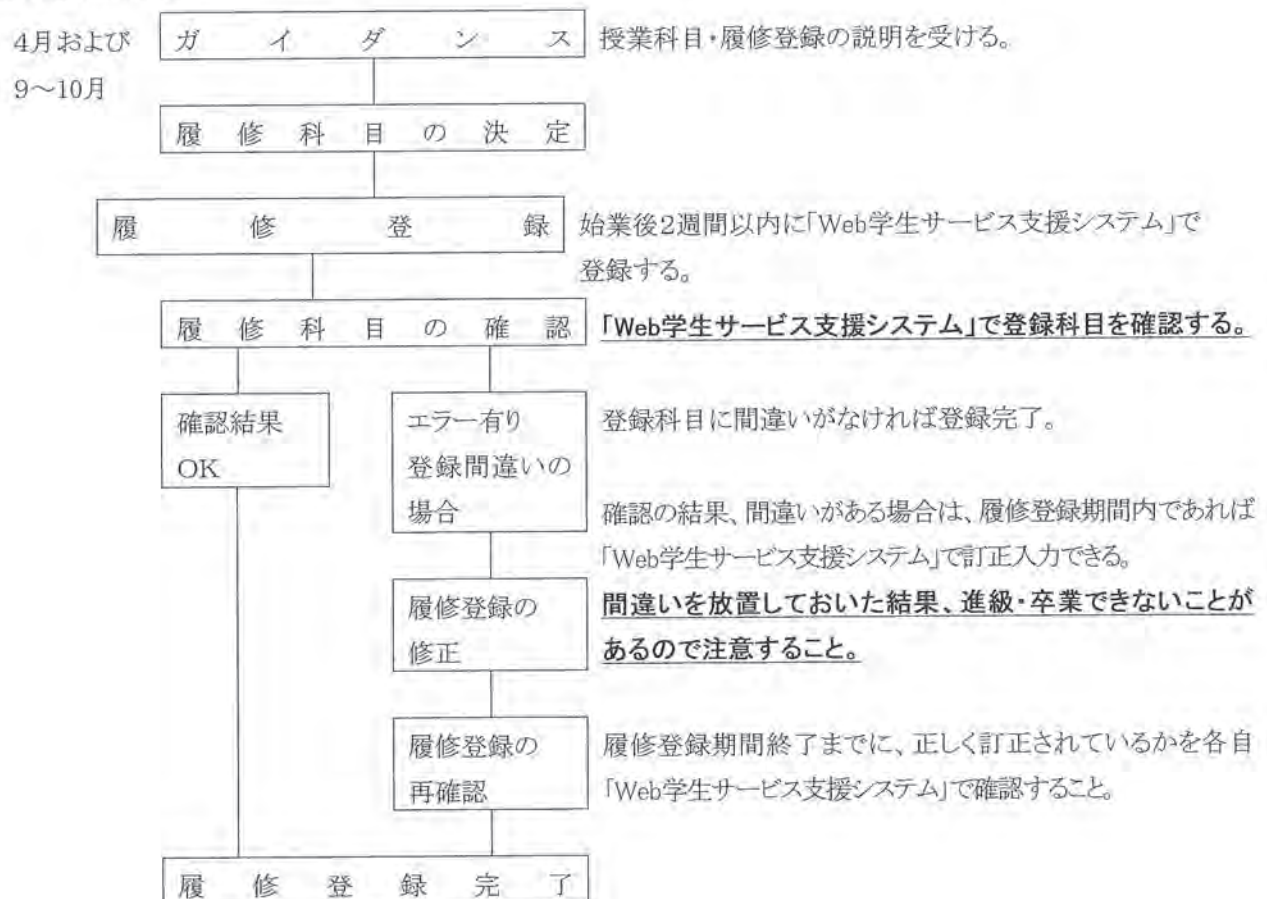 4月および
ガイダンス
授業科目・履修登録の説明を受ける。
9～10月
履修科目の決定
履修登録
始業後2週間以内に「Web学生サービス支援システム」で
登録する。
履修科目の確認
「Web学生サービス支援システム」で登録科目を確認する。
確認結果
OK
エラー有り
登録間違いの
場合
登録科目に間違いがなければ登録完了。
確認の結果、間違いがある場合は、履修登録期間内であれば
「Web学生サービス支援システム」で訂正入力できる。
履修登録の
修正
間違いを放置しておいた結果、進級・卒業できないことが
あるので注意すること。
履修登録の
再確認
履修登録期間終了までに、正しく訂正されているかを各自
「Web学生サービス支援システム」で確認すること。
履修登録完了